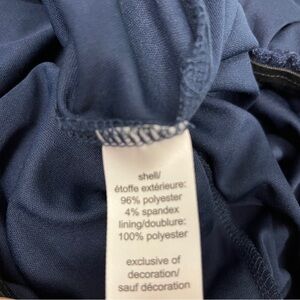 shell/
étoffe extérieure:
96% polyester
4% spandex
lining/doublure:
100% polyester
exclusive of
decoration/
sauf décoration